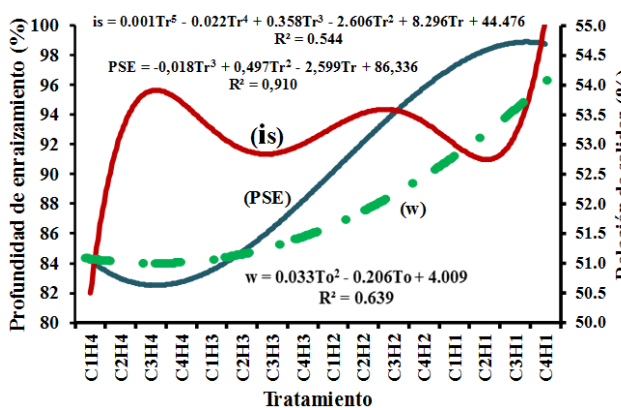 is = 0.001Tr⁵ - 0.022Tr⁴ + 0.358Tr³ - 2.606Tr² + 8.296Tr + 44.476
R² = 0.544
PSE = -0,018Tr³ + 0,497Tr² - 2,599Tr + 86,336
R² = 0,910
Profundidad de enraizamiento (%)
100
98
96
94
92
90
88
86
84
82
80
(is)
(PSE)
(w)
w = 0.033To² - 0.206To + 4.009
R² = 0.639
55.0
54.5
54.0
53.5
53.0
52.5
52.0
51.5
51.0
50.5
50.0
(%)
C1H4
C2H4
C3H4
C4H4
C1H3
C2H3
C3H3
C4H3
C1H2
C2H2
C3H2
C4H2
C1H1
C2H1
C3H1
C4H1
Tratamiento